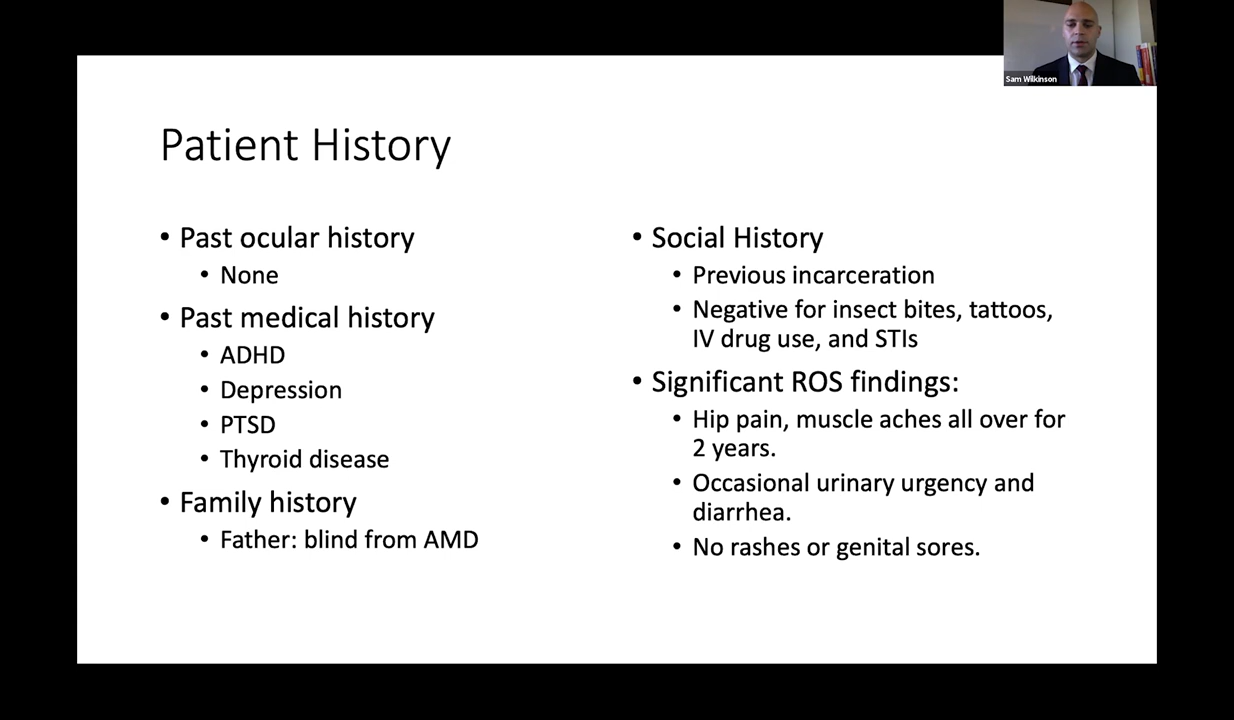 Sam Wilkinson
Patient History
• Past ocular history
• None
• Past medical history
• ADHD
• Depression
• PTSD
• Thyroid disease
• Family history
• Father: blind from AMD
• Social History
• Previous incarceration
• Negative for insect bites, tattoos,
IV drug use, and STIs
• Significant ROS findings:
• Hip pain, muscle aches all over for
2 years.
• Occasional urinary urgency and
diarrhea.
• No rashes or genital sores.